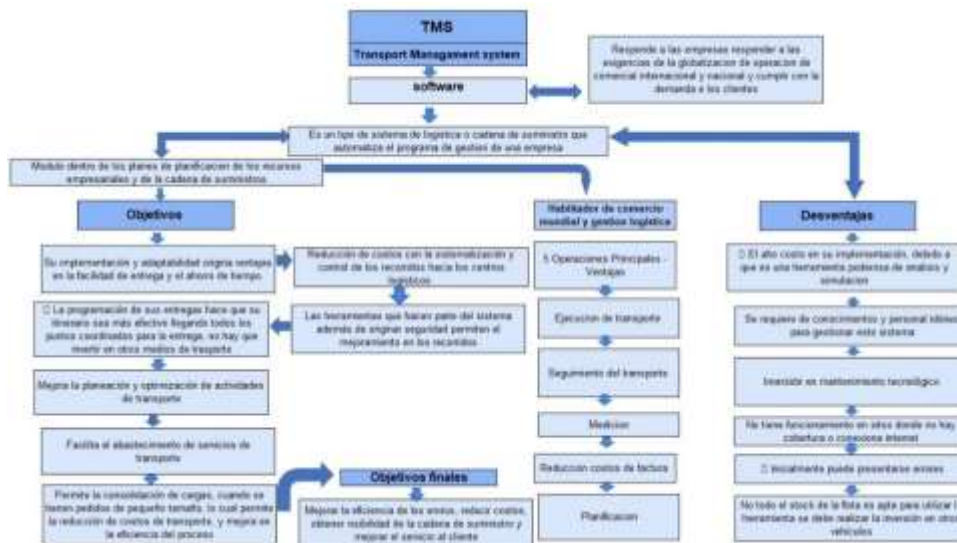 TMS
Transport Managament system
software
Responde a las empresas responder a las
exigencias de la globalizacion de operacion de
comercial internacional y nacional y cumplir con la
demanda a los clientes
Es un tipo de sistema de logística o cadena de suministro que
automatiza el programa de gestion de una empresa
Modulo dentro de los planes de planificacion de los recursos
empresariales y de la cadena de suministros
Objetivos
Su implementación y adaptabilidad origina ventajas
en la facilidad de entrega y el ahorro de tiempo.
Reducción de costos con la sistematización y
control de los recorridos hacia los centros
logísticos
La programación de sus entregas hace que su
itinerario sea más efectivo llegando todos los
puntos coordinados para la entrega, no hay que
invertir en otros medios de trasporte
Las herramientas que hacen parte del sistema
además de originar seguridad permiten el
mejoramiento en los recorridos
Mejora la planeación y optimización de actividades
de transporte
Facilita el abastecimiento de servicios de
transporte
Permite la consolidación de cargas, cuando se
tienen pedidos de pequeño tamaño, lo cual permite
la reducción de costos de transporte, y mejora en
la eficiencia del proceso
Objetivos finales
Mejorar la eficiencia de los envios, reducir costos,
obtener mobilidad de la cadena de suministro y
mejorar el servicio al cliente
Habilitador de comercio
mundial y gestion logística
5 Operaciones Principales -
Ventajas
Ejecucion de transporte
Seguimiento del transporte
Medicion
Reducción costos de factura
Planificacion
Desventajas
El alto costo en su implementación, debido a
que es una herramienta poderosa de analisis y
simulacion
Se requiere de conocimientos y personal idóneo
para gestionar este sistema
Inversión en mantenimiento tecnológico
No tiene funcionamiento en sitios donde no hay
cobertura o conexiona internet
Inicialmente puede presentarse errores
No todo el stock de la flota es apta para utilizar l
herramienta se debe realizar la inversión en otros
vehículos